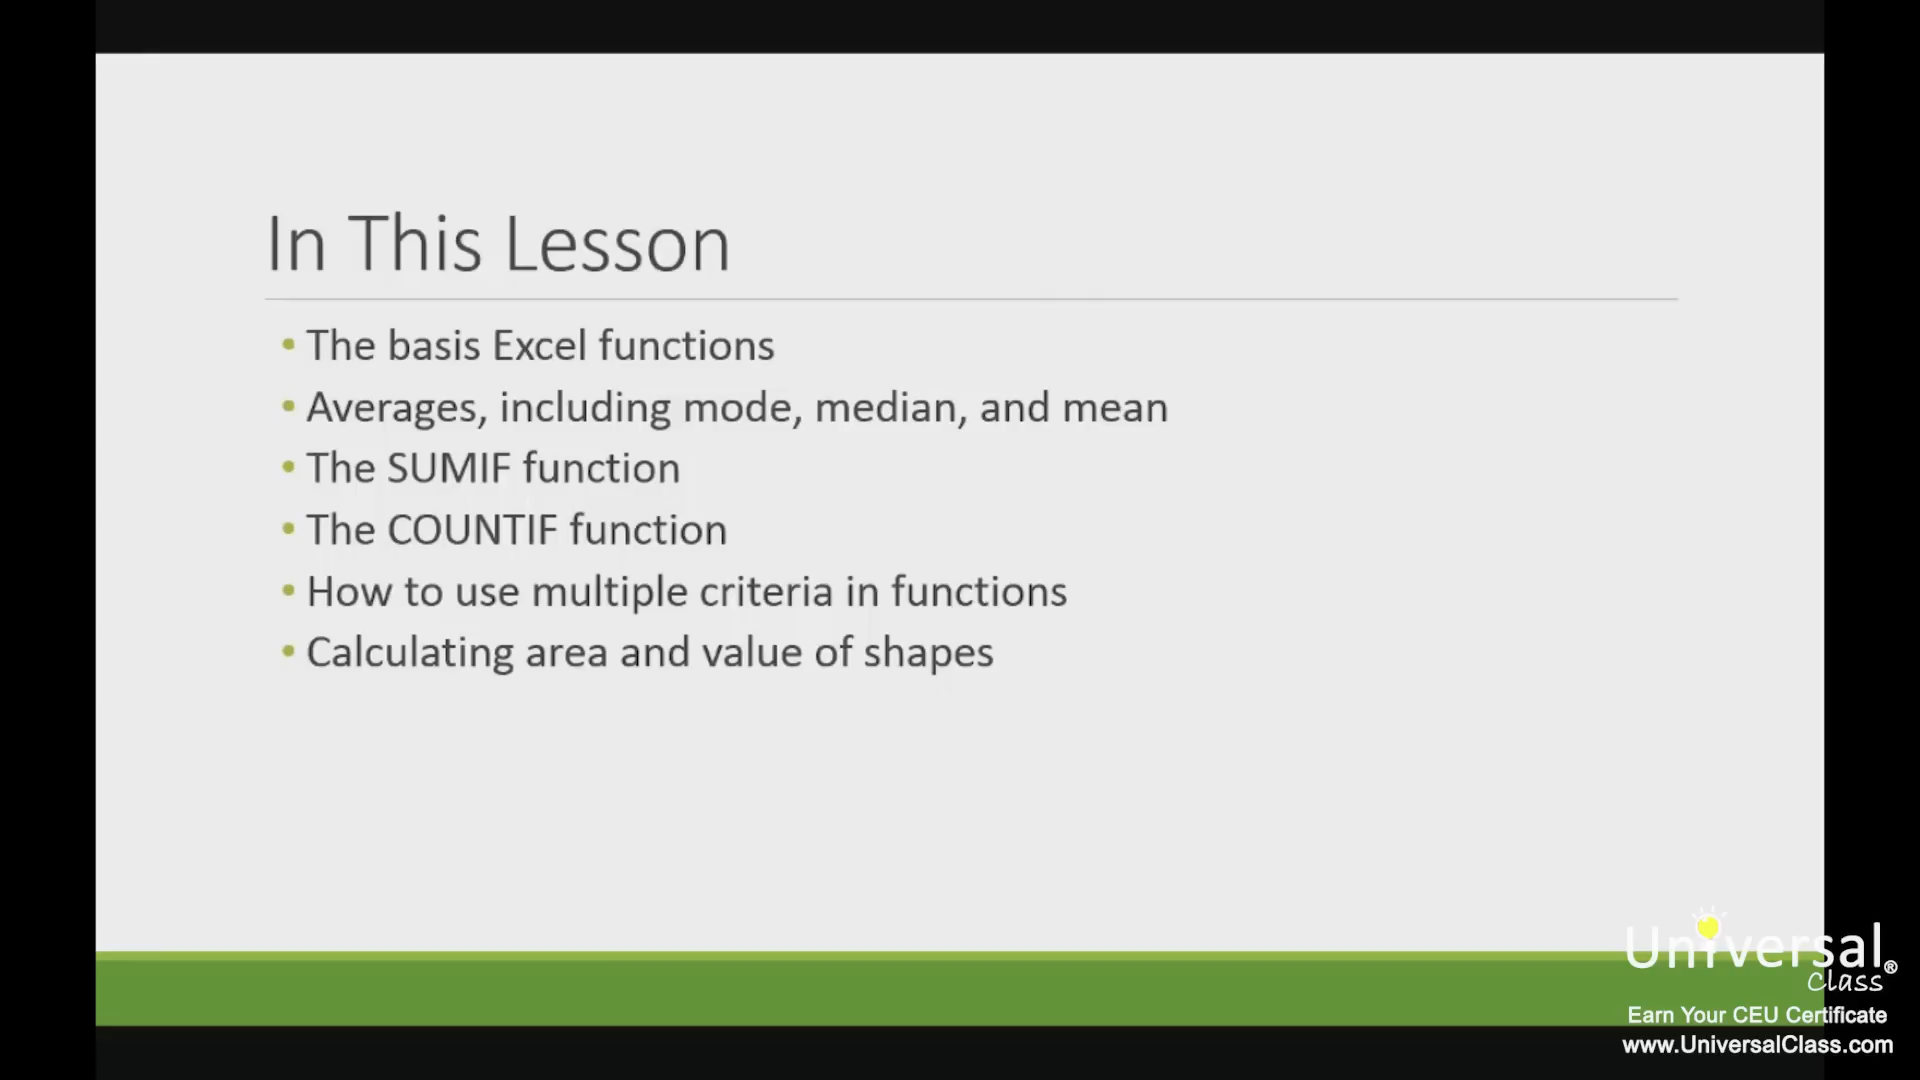 In This Lesson
• The basis Excel functions
• Averages, including mode, median, and mean
• The SUMIF function
• The COUNTIF function
• How to use multiple criteria in functions
• Calculating area and value of shapes
Universal®
Class
Earn Your CEU Certificate
www.UniversalClass.com